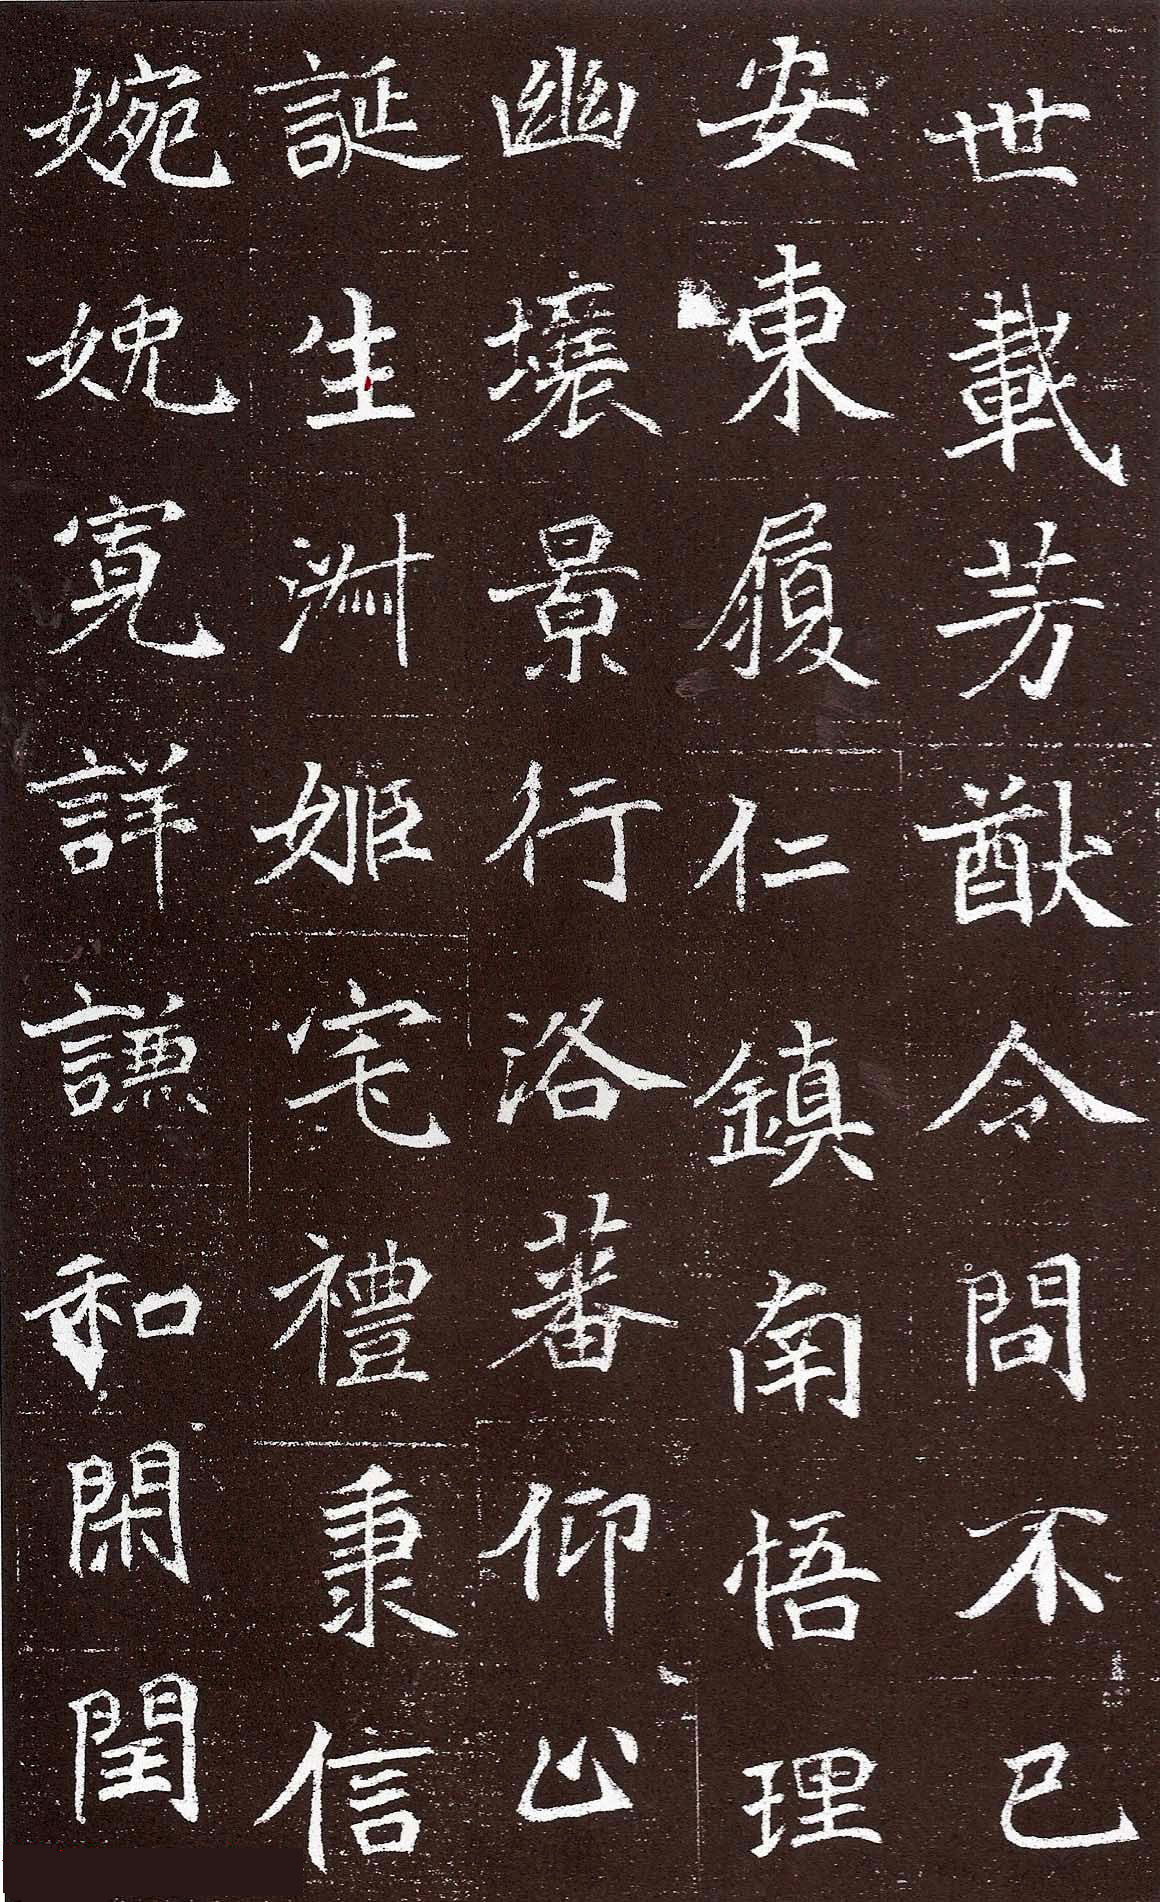 世載芳猷令問不已
安東履仁鎮南悟理
幽壤景行洛蕃仰止
誕生淑姬宅禮秉信
婉娩寬詳謙和閑閏